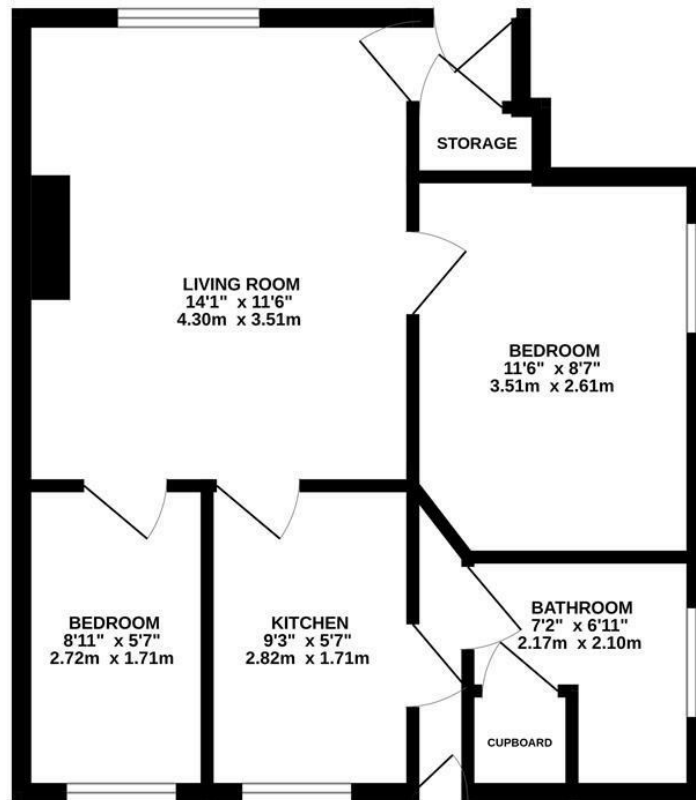 STORAGE
LIVING ROOM
14'1" x 11'6"
4.30m x 3.51m
BEDROOM
11'6" x 8'7"
3.51m x 2.61m
BEDROOM
8'11" x 5'7"
2.72m x 1.71m
KITCHEN
9'3" x 5'7"
2.82m x 1.71m
BATHROOM
7'2" x 6'11"
2.17m x 2.10m
CUPBOARD